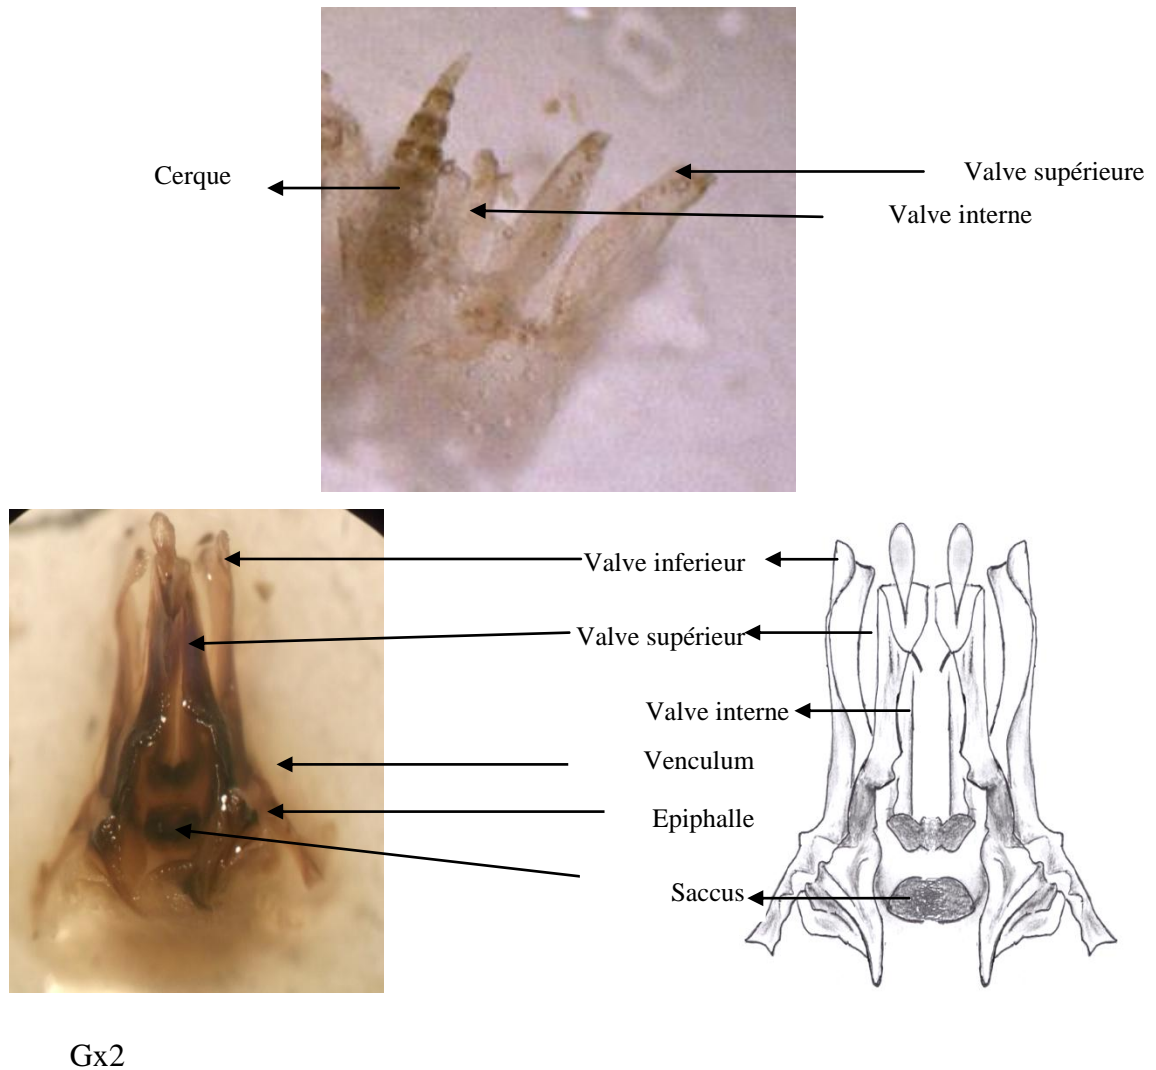 Cerque
Valve supérieure
Valve interne
Valve inferieur
Valve supérieur
Valve interne
Venculum
Epiphalle
Saccus
Gx2